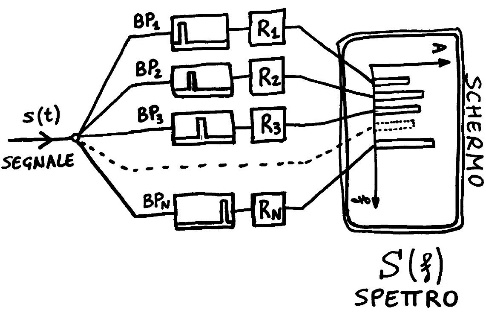 BP1
R1
BP2
R2
s(t)
SEGNALE
BP3
R3
BPN
RN
A
SCHERMO
S(f)
SPETTRO